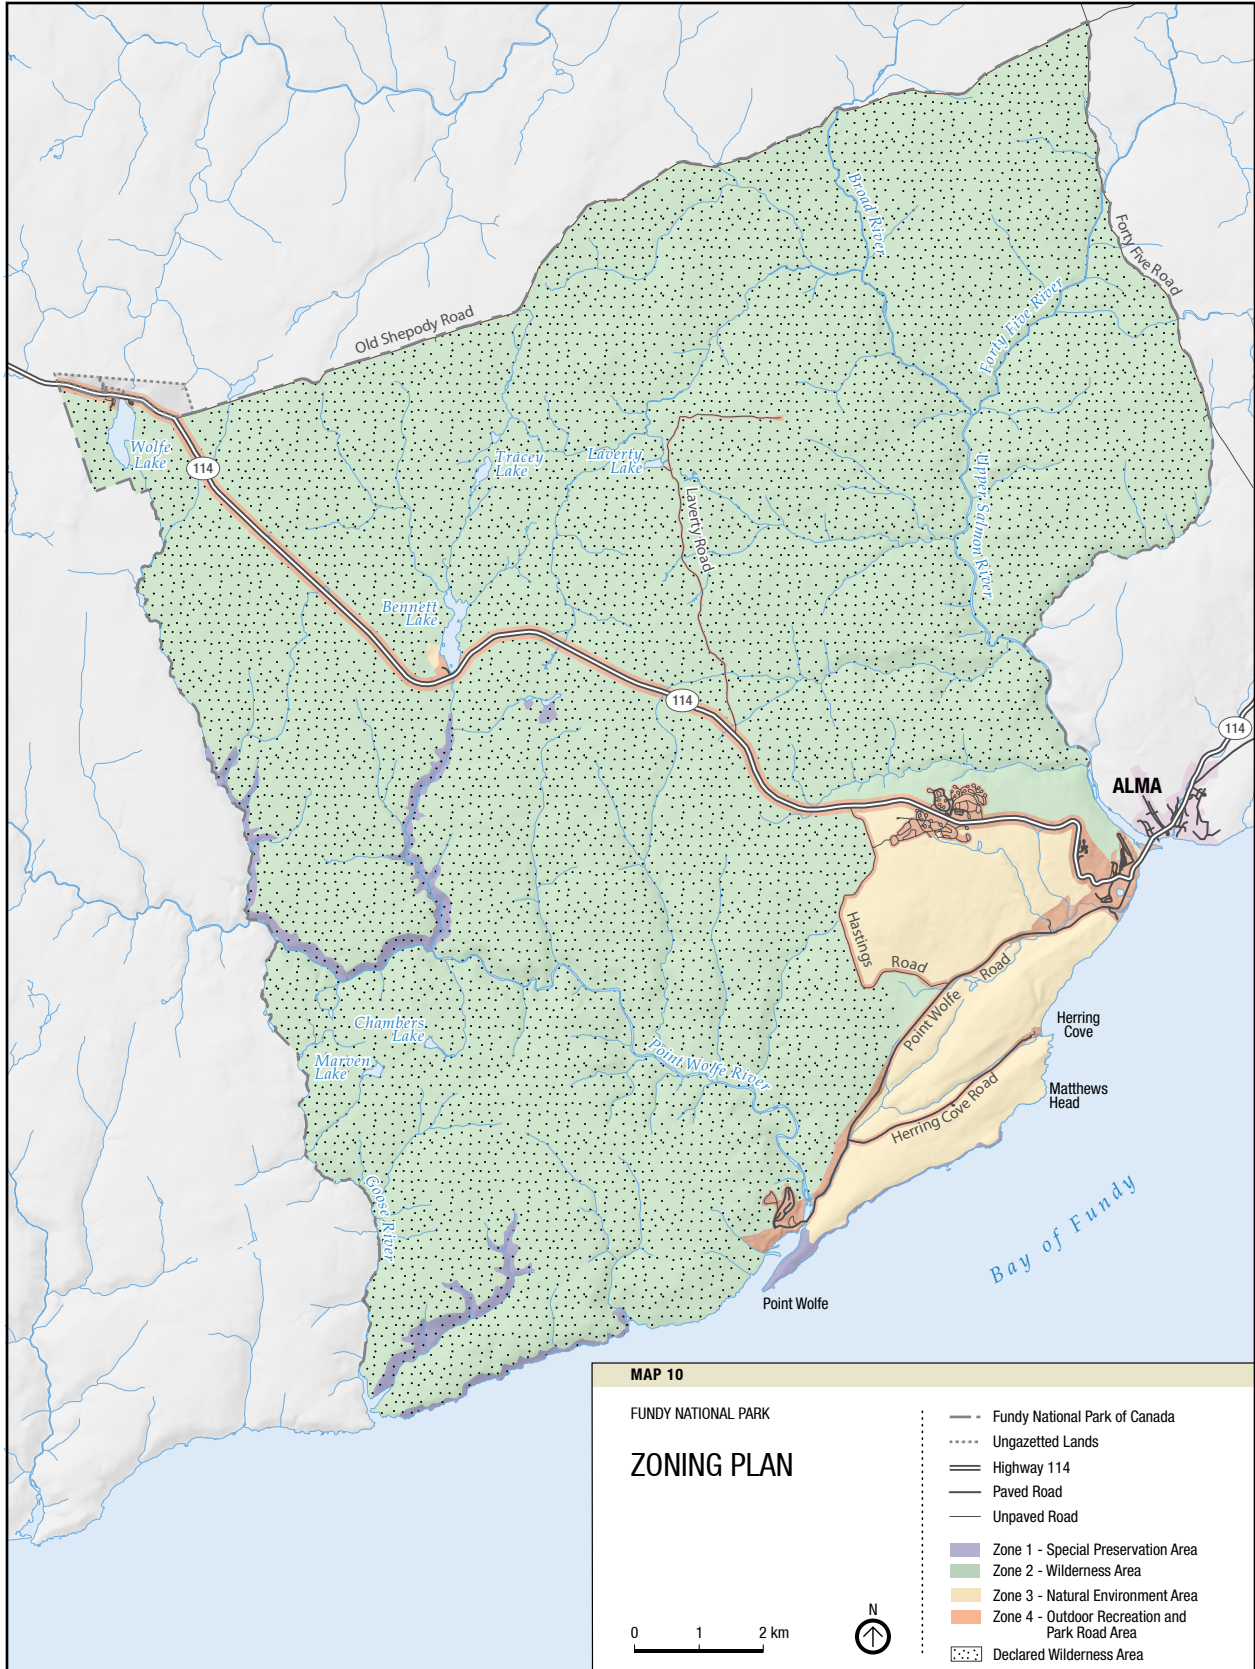 Broad River
Forty Five Road
Forty Five River
Old Shepody Road
Wolfe
Lake
114
Tracey
Lake
Laverty
Lake
Laverty Road
Upper Salmon River
Bennett
Lake
114
114
ALMA
Hastings
Road
Point Wolfe
Road
Herring
Cove
Chambers
Lake
Marven
Lake
Point Wolfe River
Matthews
Head
Herring Cove Road
Goose River
Bay of Fundy
Point Wolfe
MAP 10
FUNDY NATIONAL PARK
ZONING PLAN
Fundy National Park of Canada
Ungazetted Lands
Highway 114
Paved Road
Unpaved Road
Zone 1 - Special Preservation Area
Zone 2 - Wilderness Area
Zone 3 - Natural Environment Area
Zone 4 - Outdoor Recreation and
Park Road Area
Declared Wilderness Area
N
0 1 2 km